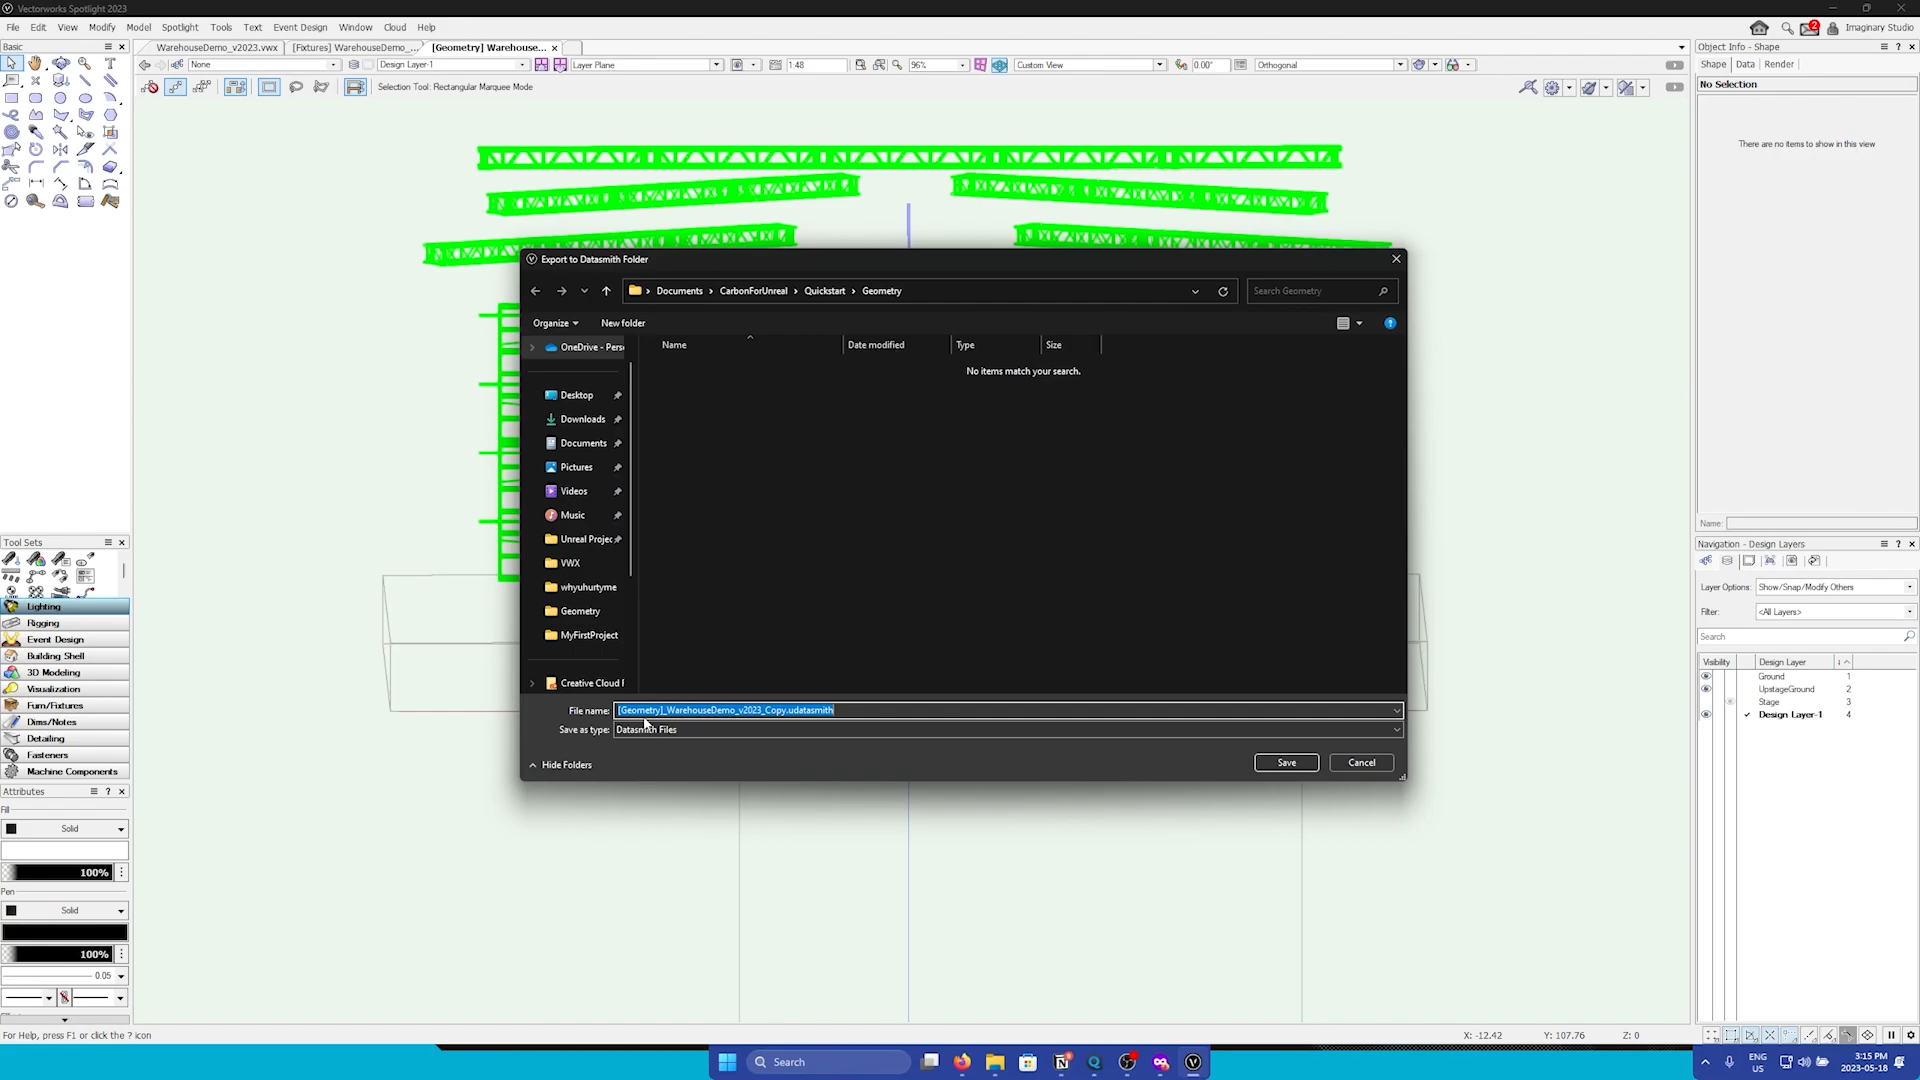 Vectorworks Spotlight 2023
File Edit View Modify Model Spotlight Tools Text Event Design Window Cloud Help
2 Imaginary Studio
Basic
WarehouseDemo_v2023.vwx [Fixtures] WarehouseDemo_... [Geometry] Warehouse...
None Design Layer-1 Layer Plane 1:48 96% Custom View 0.00° Orthogonal
Selection Tool: Rectangular Marquee Mode
Object Info - Shape
Shape Data Render
No Selection
There are no items to show in this view
Name:
Export to Datasmith Folder
Documents CarbonForUnreal Quickstart Geometry
Search Geometry
Organize New folder
OneDrive - Pers
Desktop
Downloads
Documents
Pictures
Videos
Music
Unreal Projec
VWX
whyuhurtyme
Geometry
MyFirstProject
Creative Cloud F
Name Date modified Type Size
No items match your search.
File name: [Geometry]_WarehouseDemo_v2023_Copy.udatasmith
Save as type: Datasmith Files
Hide Folders
Save Cancel
Tool Sets
Lighting
Rigging
Event Design
Building Shell
3D Modeling
Visualization
Furn/Fixtures
Dims/Notes
Detailing
Fasteners
Machine Components
Attributes
Fill
Solid
100%
Pen
Solid
100%
0.05
Navigation - Design Layers
Layer Options: Show/Snap/Modify Others
Filter: <All Layers>
Search
Visibility Design Layer
Ground 1
UpstageGround 2
Stage 3
Design Layer-1 4
For Help, press F1 or click the ? icon
X: -12.42 Y: 107.76 Z: 0
Search
ENG
US
3:15 PM
2023-05-18